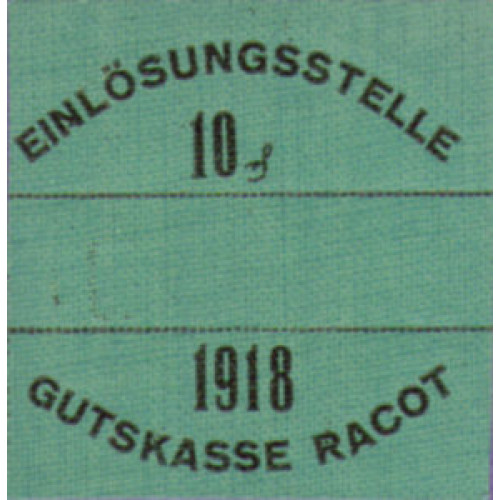 EINLÖSUNGSSTELLE
10 ₰
1918
GUTSKASSE RACOT